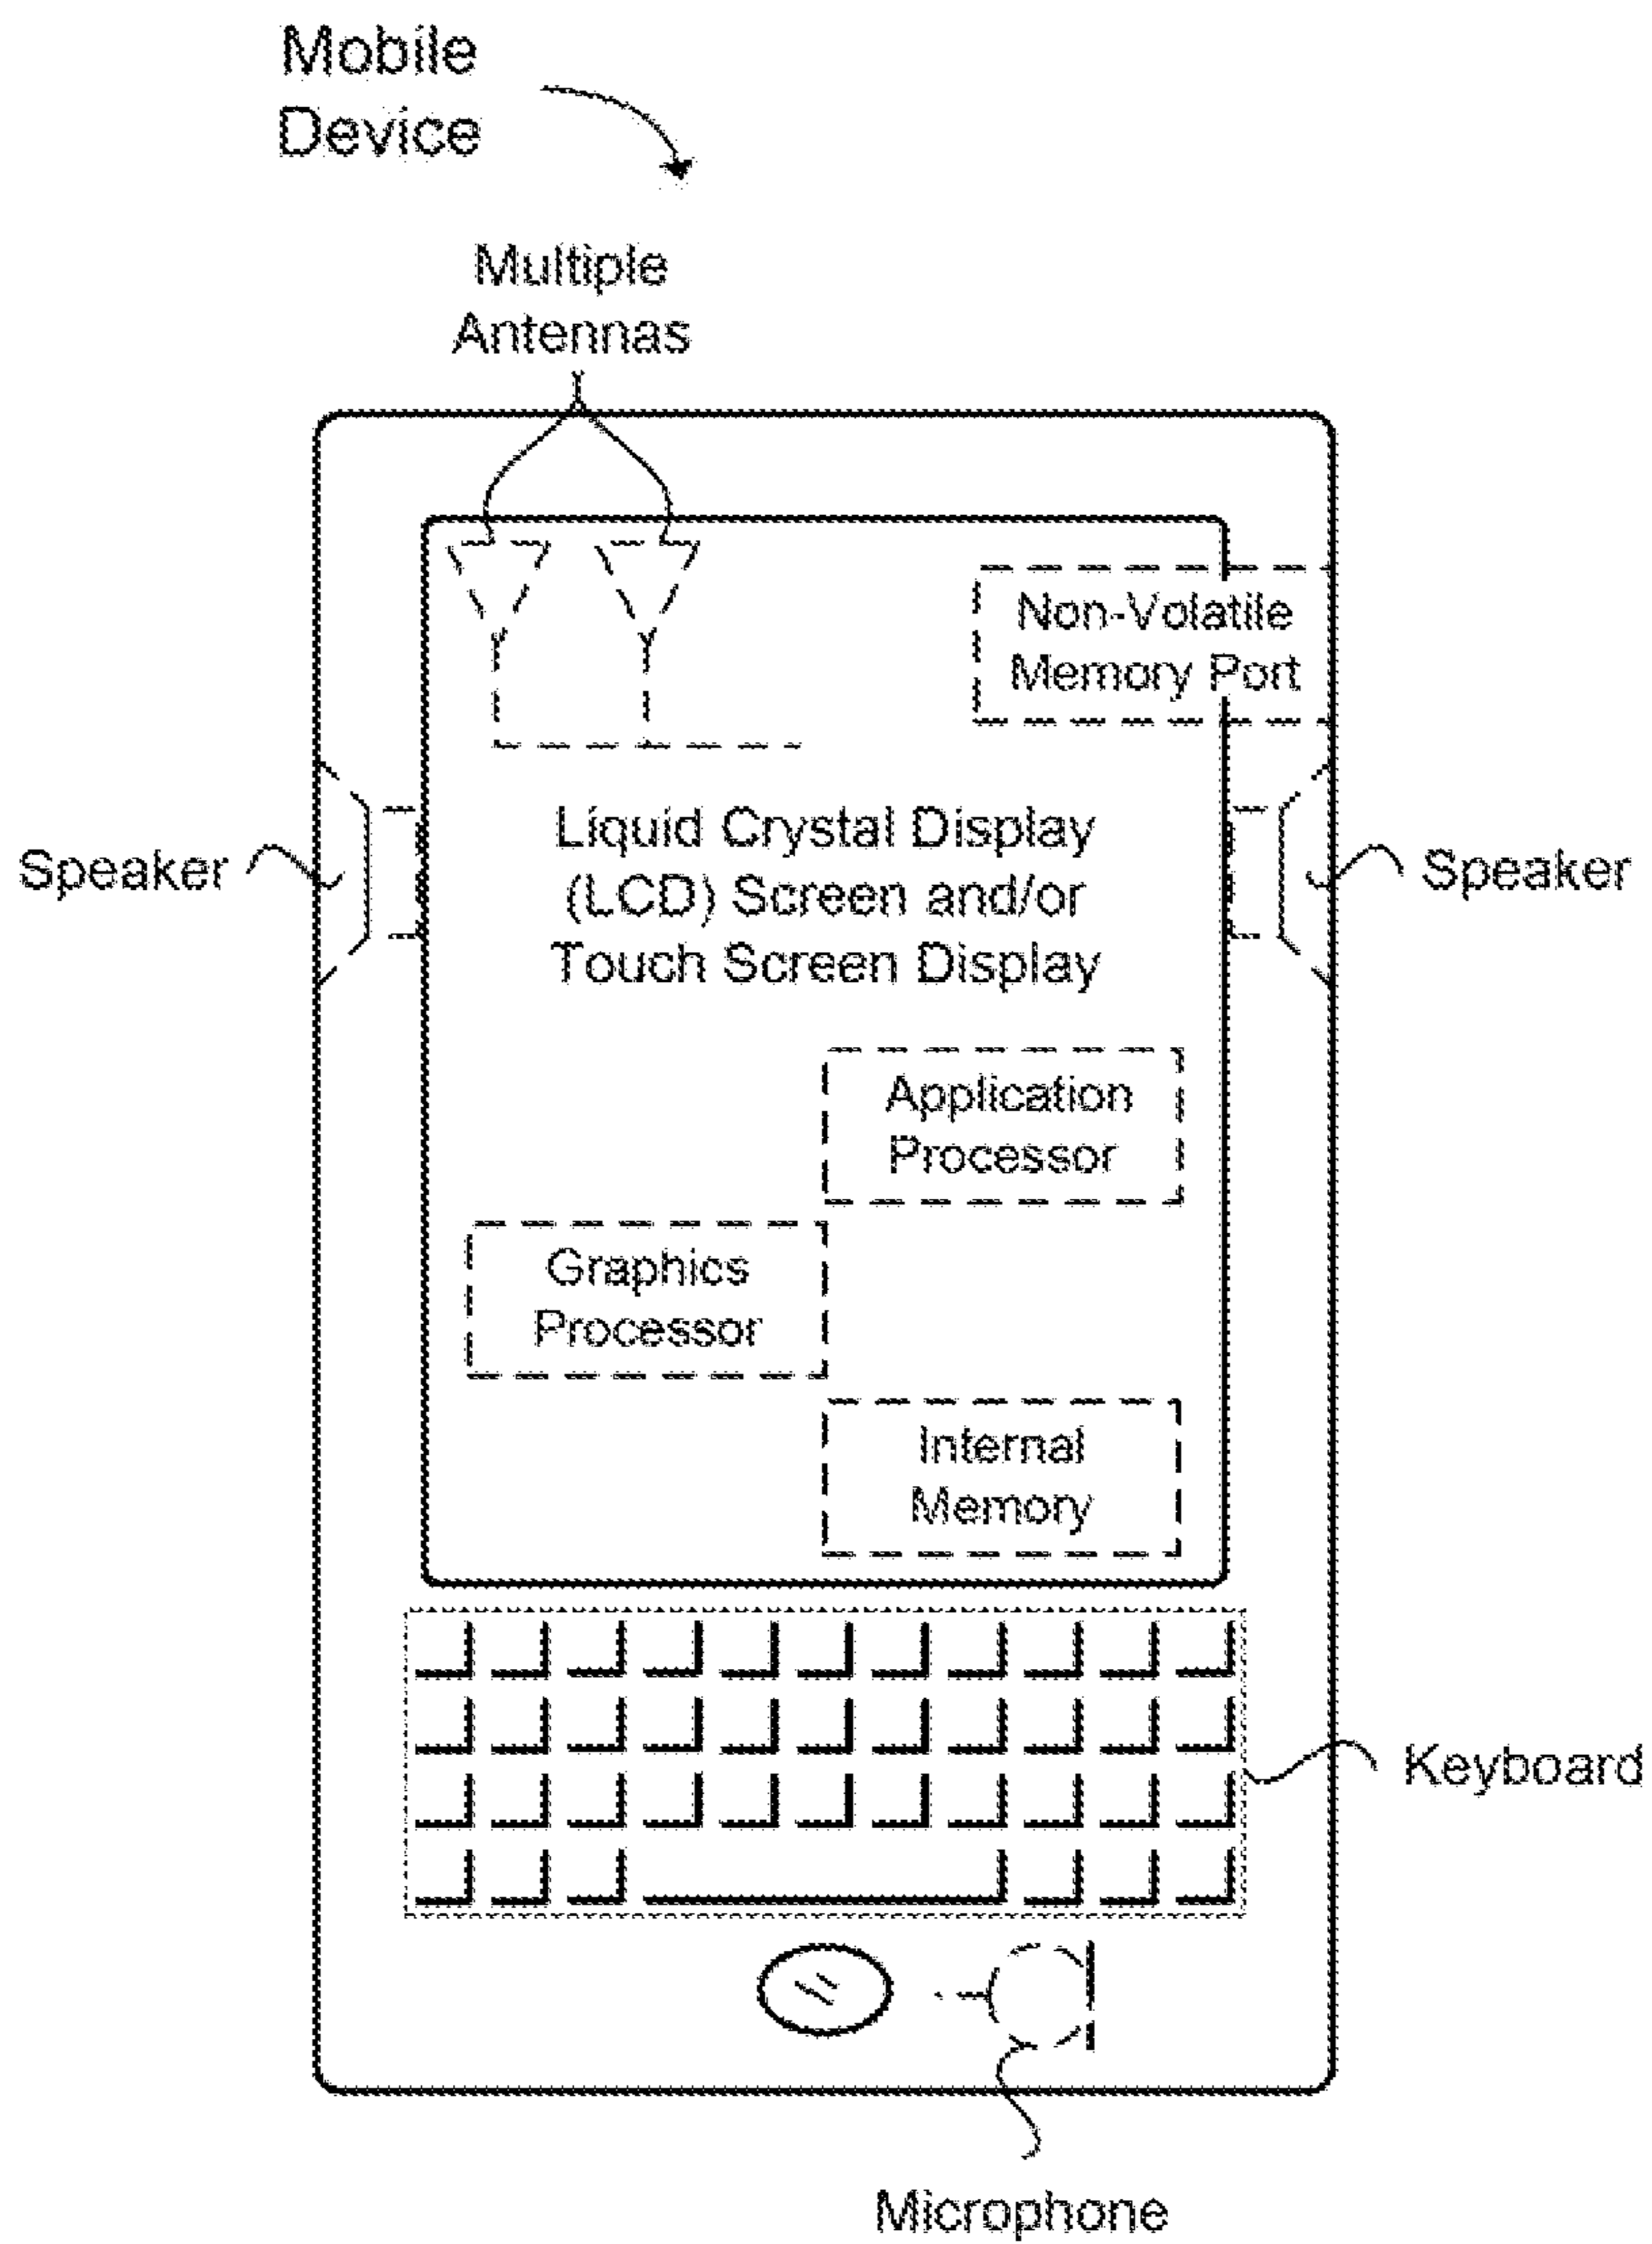 Mobile
Device
Multiple
Antennas
Non-Volatile
Memory Port
Speaker
Liquid Crystal Display
(LCD) Screen and/or
Touch Screen Display
Speaker
Application
Processor
Graphics
Processor
Internal
Memory
Keyboard
Microphone